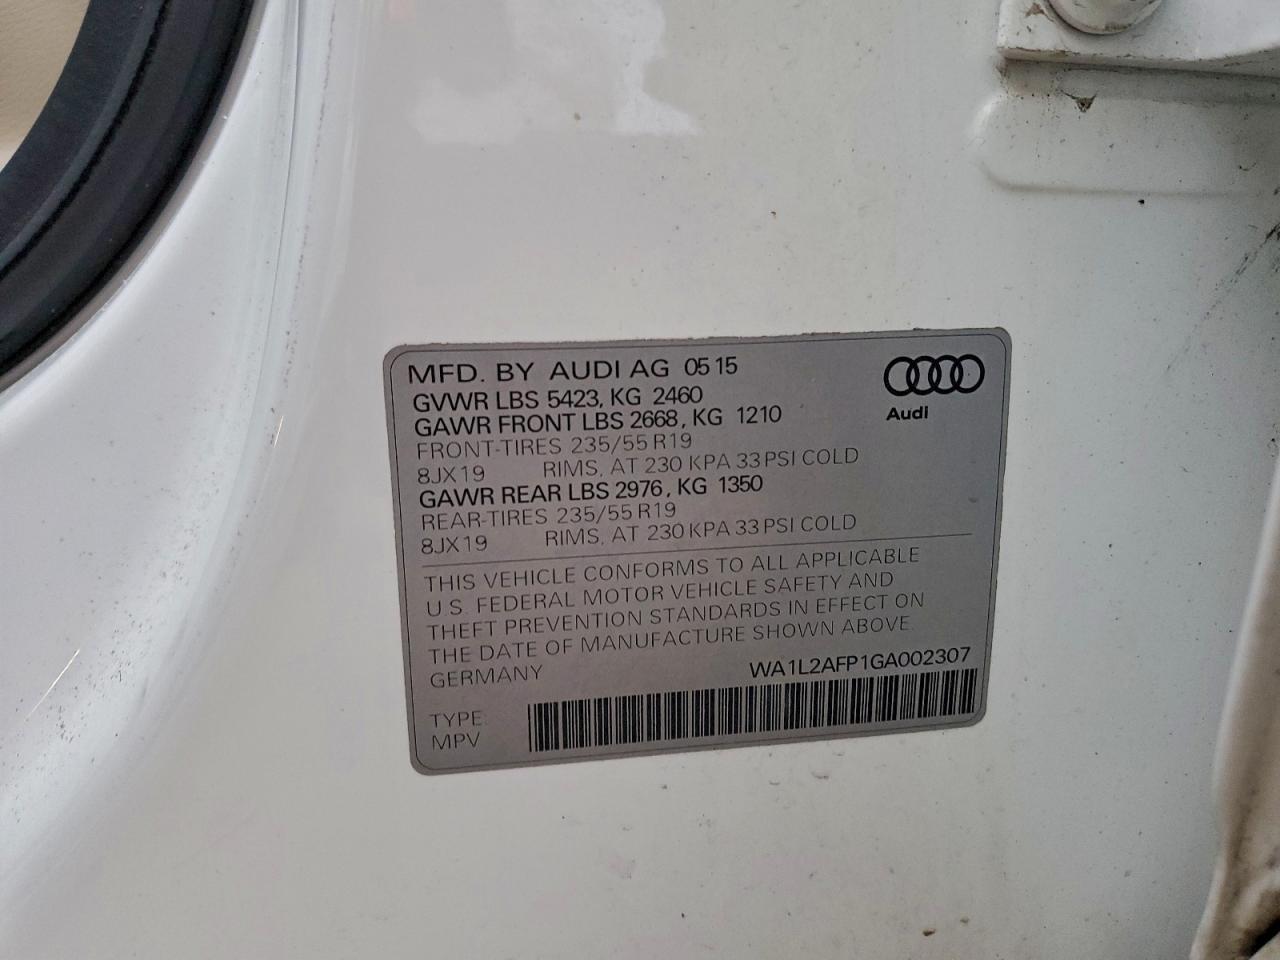 MFD. BY AUDI AG 05 15
GVWR LBS 5423, KG 2460
GAWR FRONT LBS 2668, KG 1210
FRONT-TIRES 235/55 R19
8JX19 RIMS, AT 230 KPA 33 PSI COLD
GAWR REAR LBS 2976, KG 1350
REAR-TIRES 235/55 R19
8JX19 RIMS, AT 230 KPA 33 PSI COLD
Audi
THIS VEHICLE CONFORMS TO ALL APPLICABLE
U.S. FEDERAL MOTOR VEHICLE SAFETY AND
THEFT PREVENTION STANDARDS IN EFFECT ON
THE DATE OF MANUFACTURE SHOWN ABOVE
GERMANY WA1L2AFP1GA002307
TYPE:
MPV